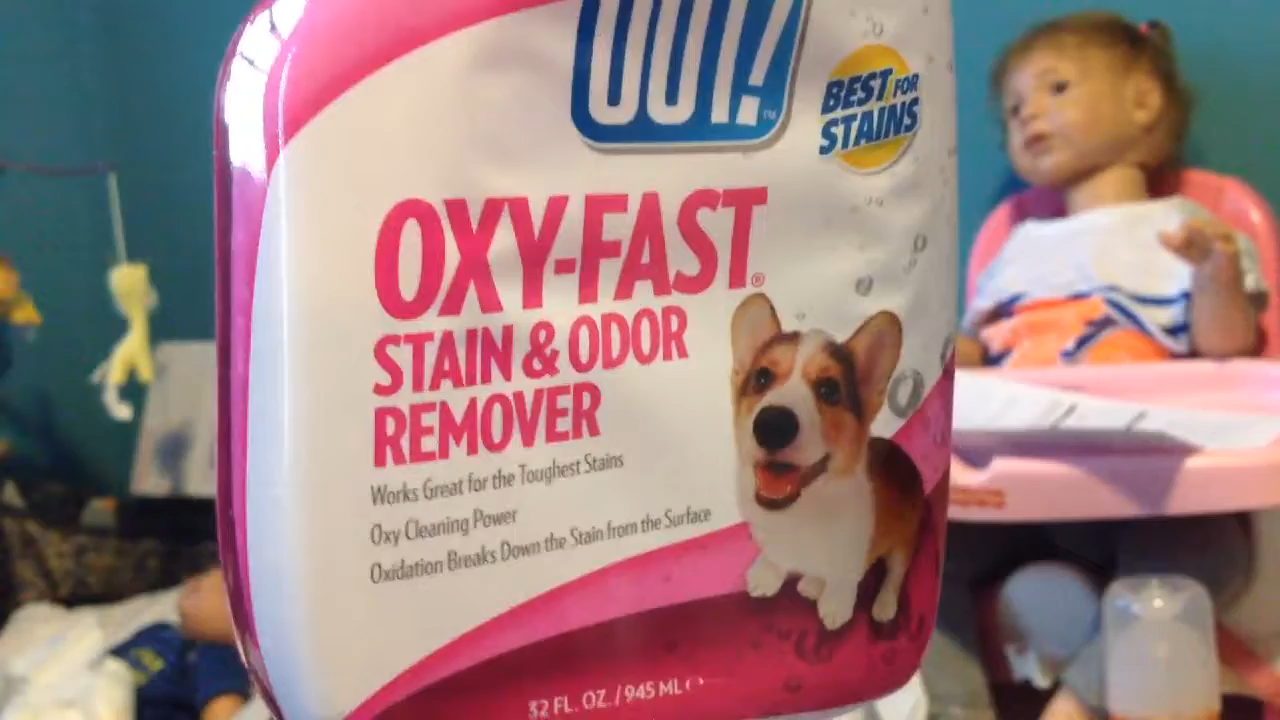 OUT!™
BEST FOR
STAINS
OXY-FAST®
STAIN & ODOR
REMOVER
Works Great for the Toughest Stains
Oxy Cleaning Power
Oxidation Breaks Down the Stain from the Surface
32 FL. OZ. / 945 ML